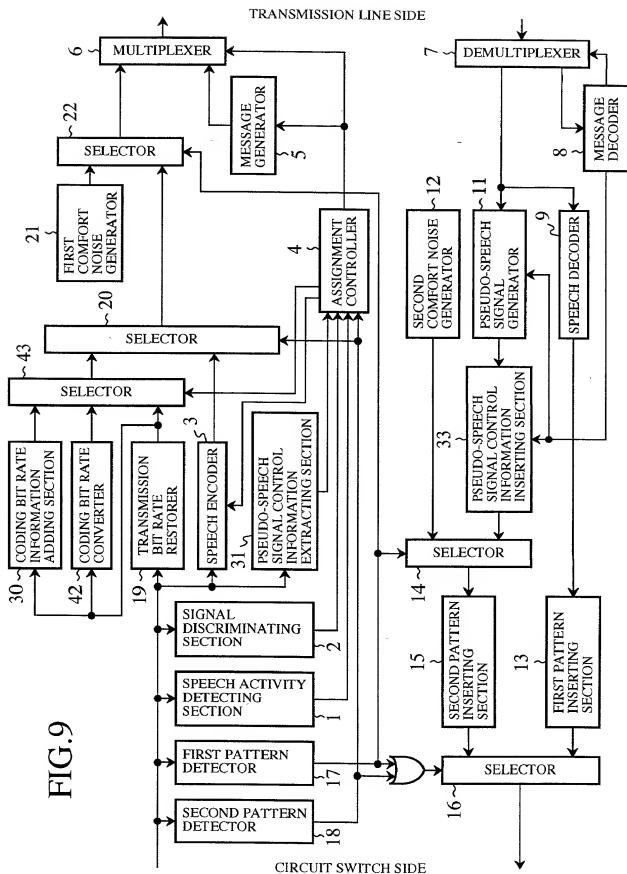 FIG.9
TRANSMISSION LINE SIDE
6
MULTIPLEXER
7
DEMULTIPLEXER
22
SELECTOR
MESSAGE
GENERATOR
5
MESSAGE
DECODER
8
21
FIRST
COMFORT
NOISE
GENERATOR
4
ASSIGNMENT
CONTROLLER
12
SECOND
COMFORT NOISE
GENERATOR
11
PSEUDO-SPEECH
SIGNAL
GENERATOR
9
SPEECH DECODER
20
SELECTOR
43
SELECTOR
30
CODING BIT RATE
INFORMATION
ADDING SECTION
42
CODING BIT RATE
CONVERTER
19
TRANSMISSION
BIT RATE
RESTORER
3
SPEECH ENCODER
31
PSEUDO-SPEECH
SIGNAL CONTROL
INFORMATION
EXTRACTING SECTION
33
PSEUDO-SPEECH
SIGNAL CONTROL
INFORMATION
INSERTING SECTION
14
SELECTOR
SIGNAL
DISCRIMINATING
SECTION
2
SPEECH ACTIVITY
DETECTING
SECTION
1
FIRST PATTERN
DETECTOR
17
SECOND PATTERN
DETECTOR
18
15
SECOND PATTERN
INSERTING
SECTION
13
FIRST PATTERN
INSERTING
SECTION
SELECTOR
16
CIRCUIT SWITCH SIDE